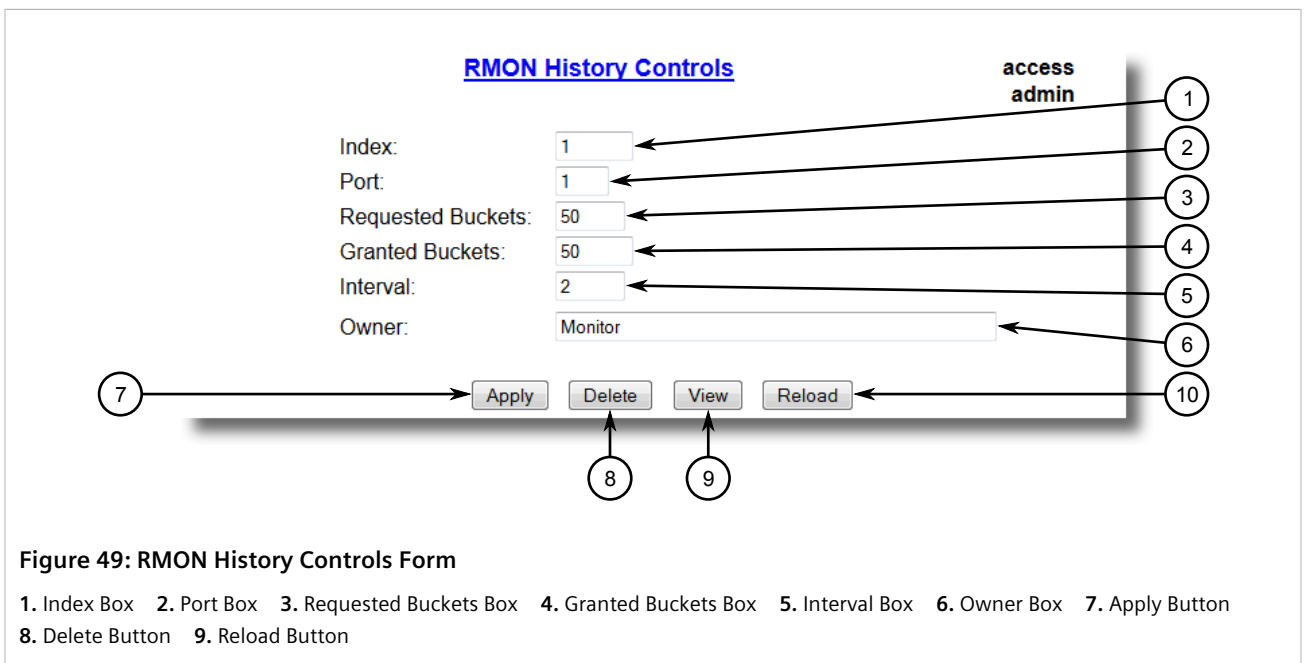 RMON History Controls
access
admin
1
Index: 1
2
Port: 1
3
Requested Buckets: 50
Granted Buckets: 50
4
Interval: 2
5
Owner: Monitor
6
7
Apply Delete View Reload
10
8
9
Figure 49: RMON History Controls Form
1. Index Box 2. Port Box 3. Requested Buckets Box 4. Granted Buckets Box 5. Interval Box 6. Owner Box 7. Apply Button
8. Delete Button 9. Reload Button